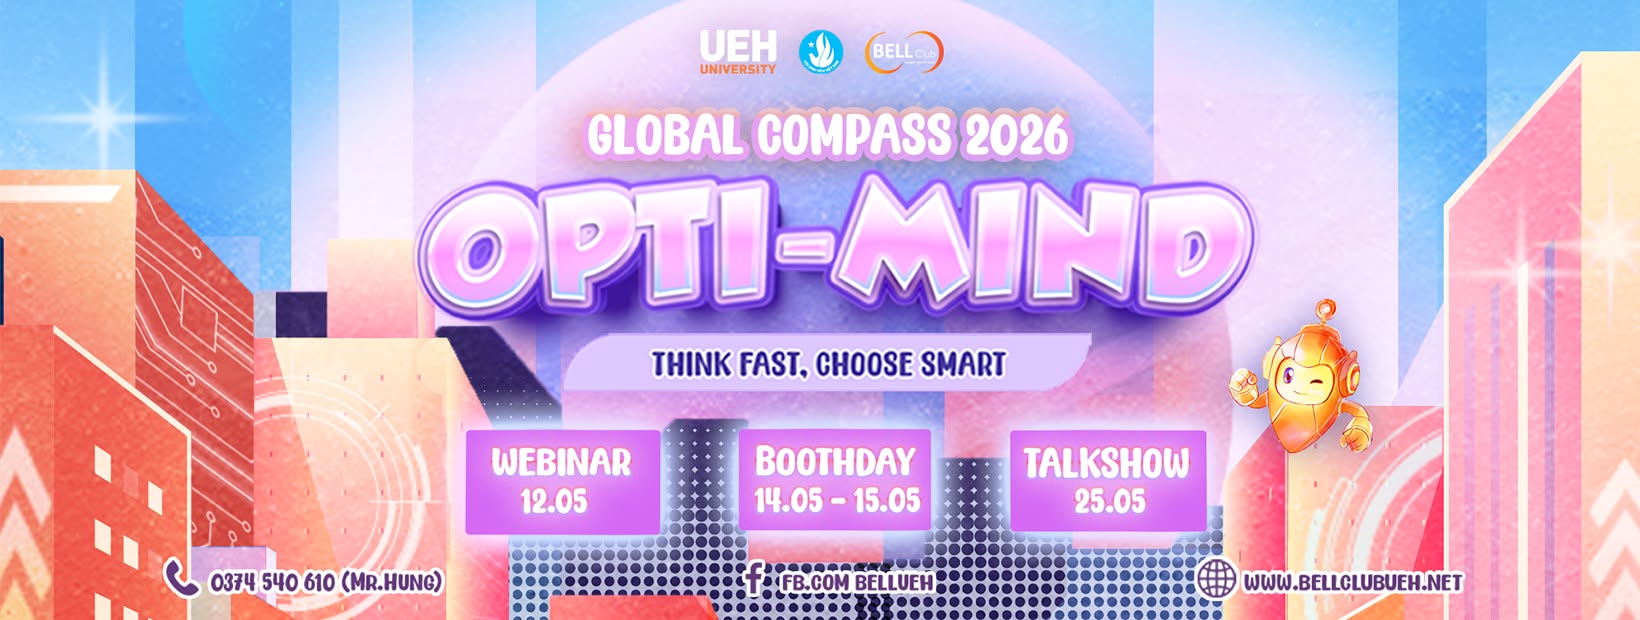 UEH
UNIVERSITY
BELL Club
GLOBAL COMPASS 2026
OPTI-MIND
THINK FAST, CHOOSE SMART
WEBINAR
12.05
BOOTHDAY
14.05 - 15.05
TALKSHOW
25.05
0374 540 610 (MR.HUNG)
FB.COM BELLUEH
WWW.BELLCLUBUEH.NET